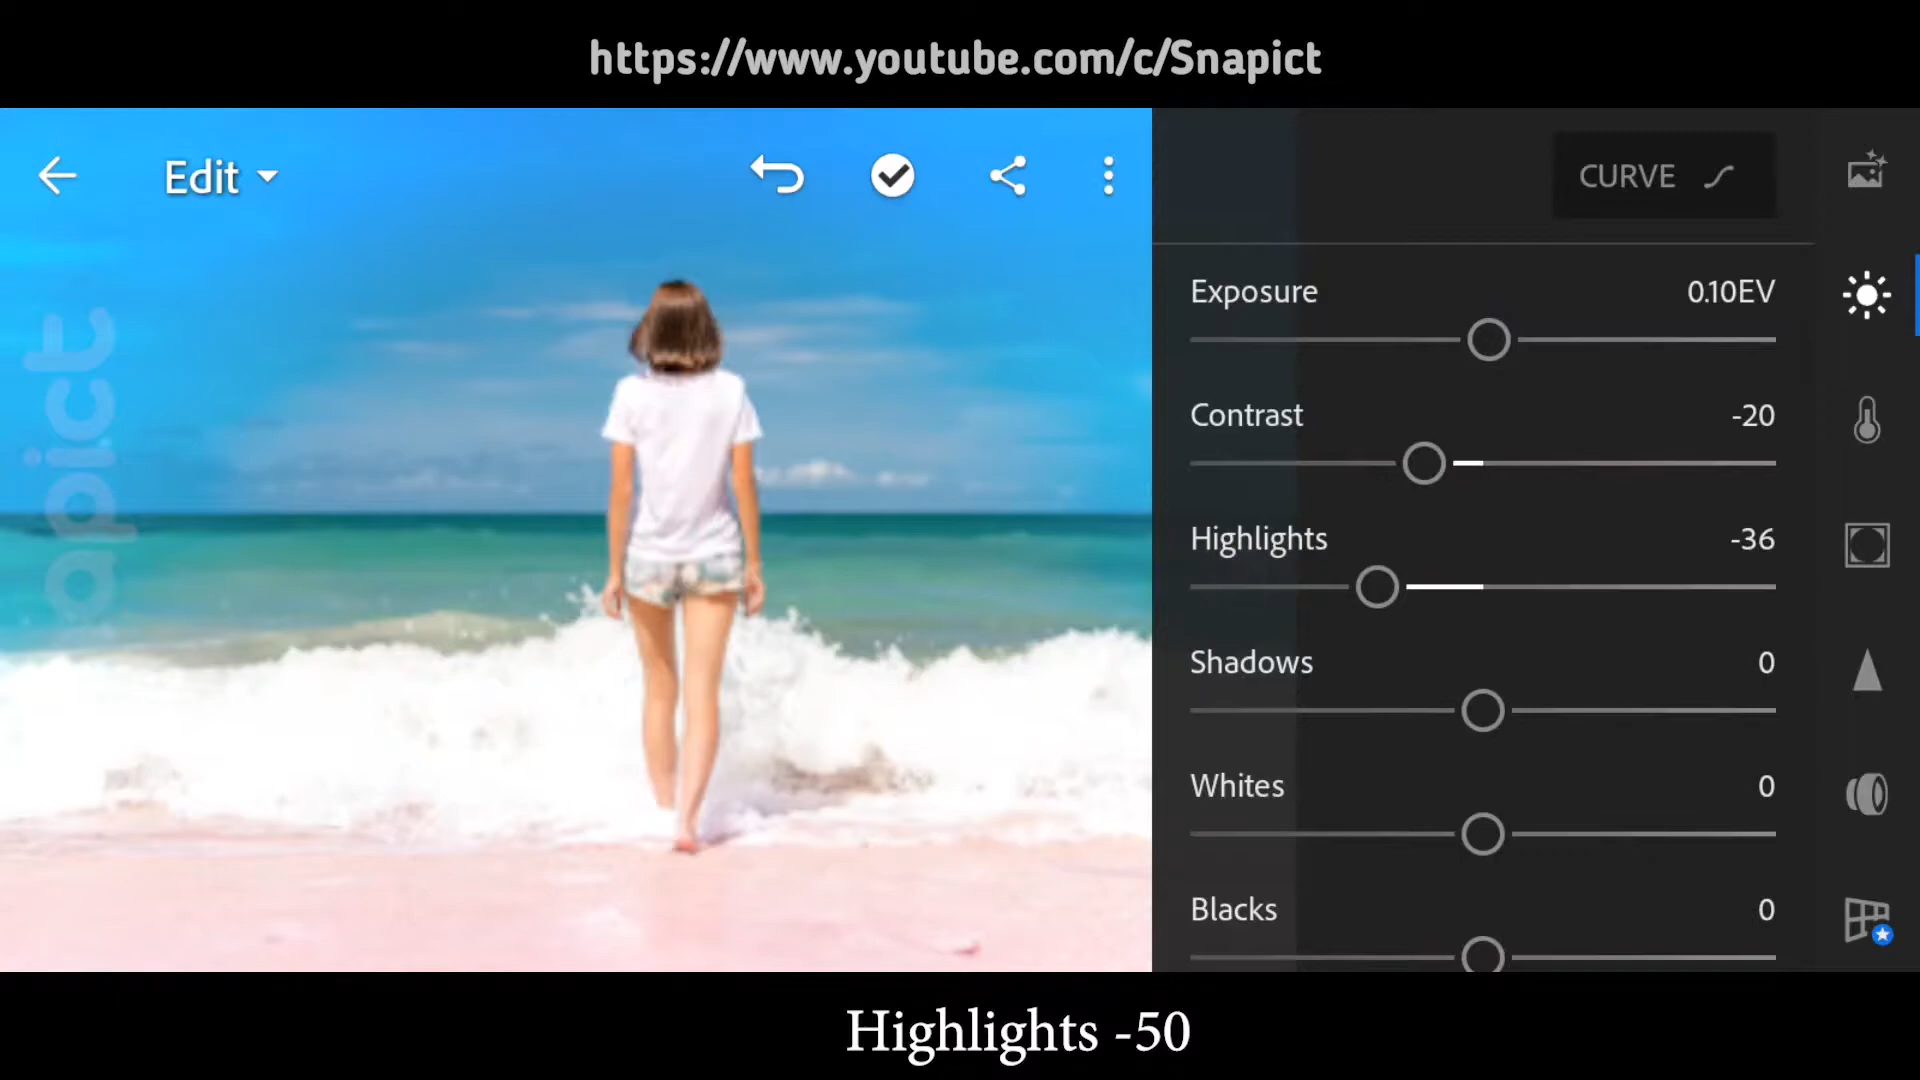 https://www.youtube.com/c/Snapict
Edit
CURVE
Exposure 0.10EV
Contrast -20
Highlights -36
Shadows 0
Whites 0
Blacks 0
apict
Highlights -50